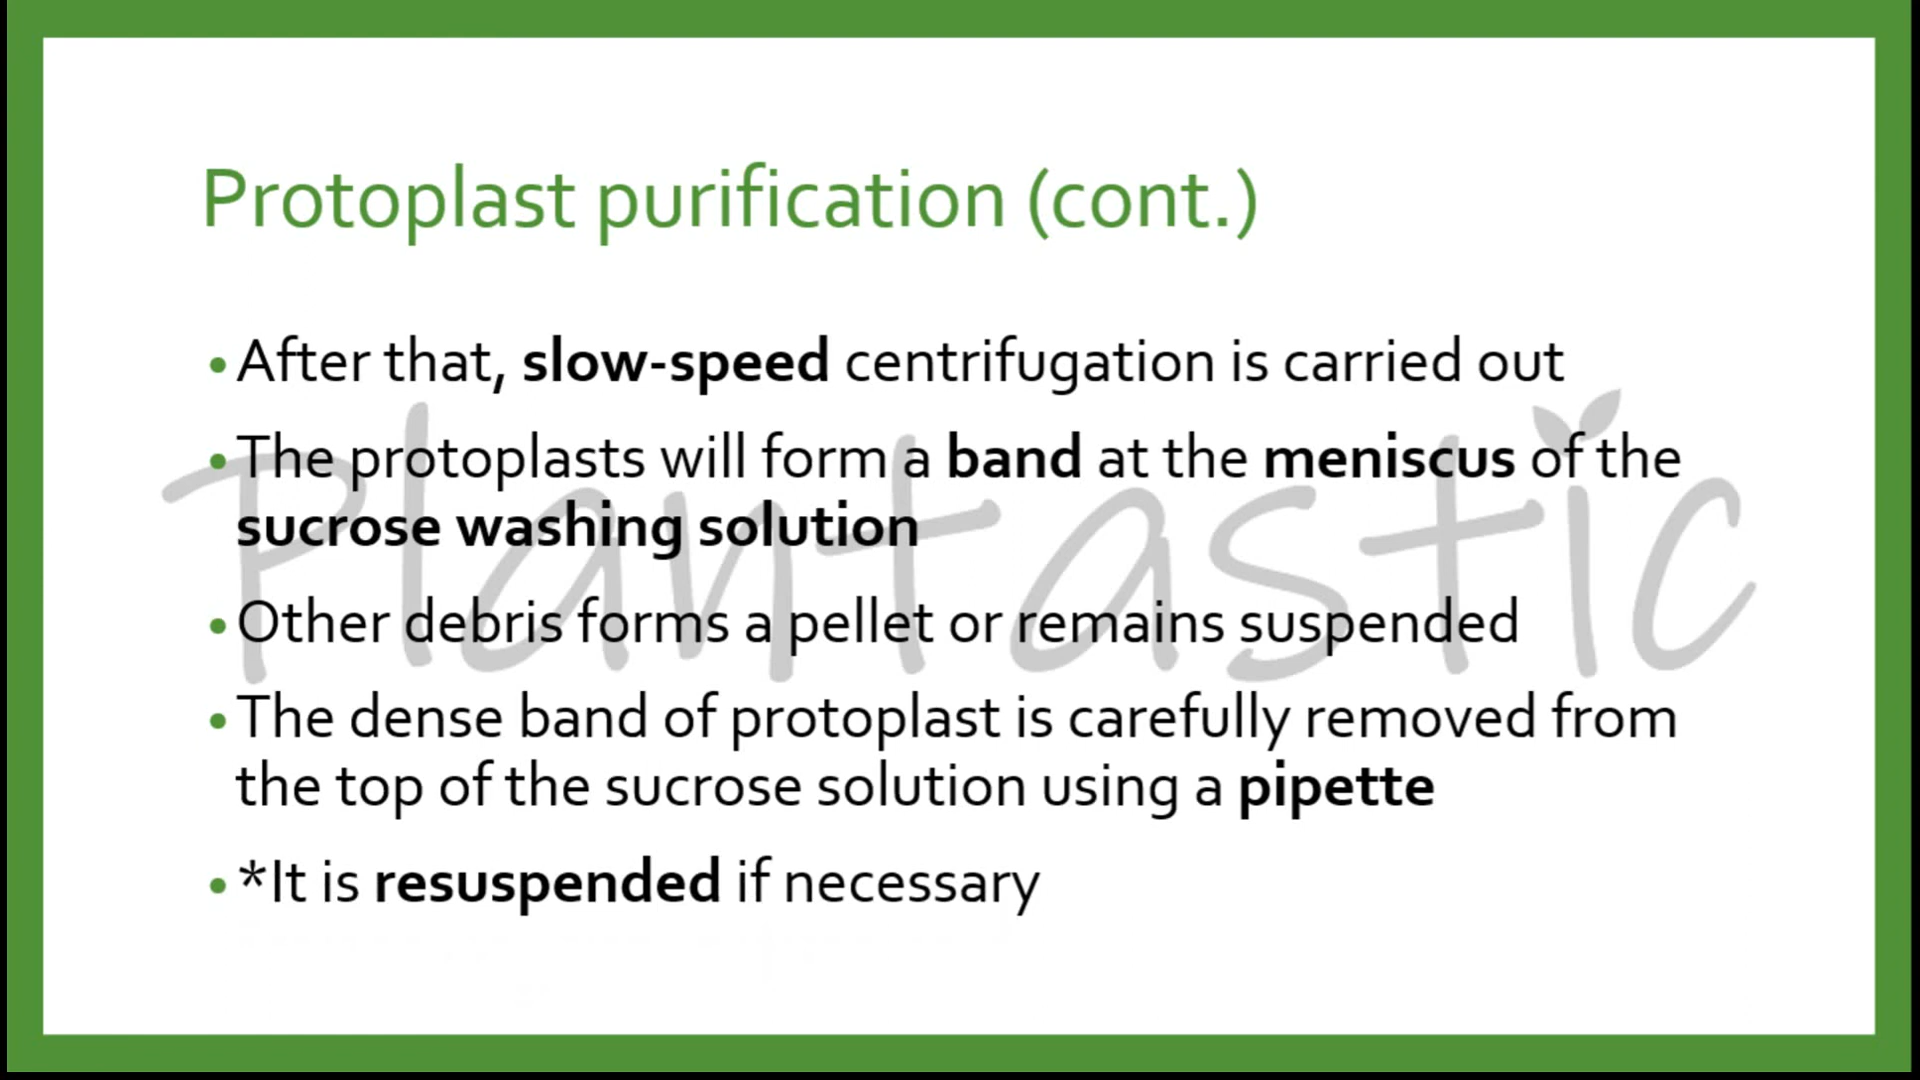 Protoplast purification (cont.)
•After that, slow-speed centrifugation is carried out
•The protoplasts will form a band at the meniscus of the
sucrose washing solution
•Other debris forms a pellet or remains suspended
•The dense band of protoplast is carefully removed from
the top of the sucrose solution using a pipette
•*It is resuspended if necessary
Plantastic